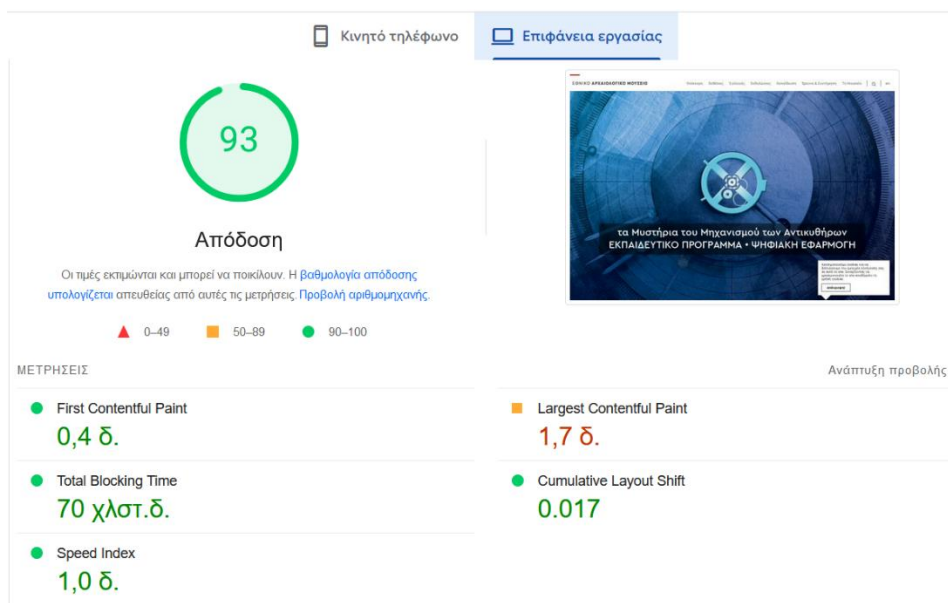 Κινητό τηλέφωνο
Επιφάνεια εργασίας
93
Απόδοση
Οι τιμές εκτιμώνται και μπορεί να ποικίλουν. Η βαθμολογία απόδοσης
υπολογίζεται απευθείας από αυτές τις μετρήσεις. Προβολή αριθμομηχανής.
0–49
50–89
90–100
ΕΘΝΙΚΟ ΑΡΧΑΙΟΛΟΓΙΚΟ ΜΟΥΣΕΙΟ
τα Μυστήρια του Μηχανισμού των Αντικυθήρων
ΕΚΠΑΙΔΕΥΤΙΚΟ ΠΡΟΓΡΑΜΜΑ • ΨΗΦΙΑΚΗ ΕΦΑΡΜΟΓΗ
ΜΕΤΡΗΣΕΙΣ
Ανάπτυξη προβολής
First Contentful Paint
0,4 δ.
Largest Contentful Paint
1,7 δ.
Total Blocking Time
70 χλστ.δ.
Cumulative Layout Shift
0.017
Speed Index
1,0 δ.